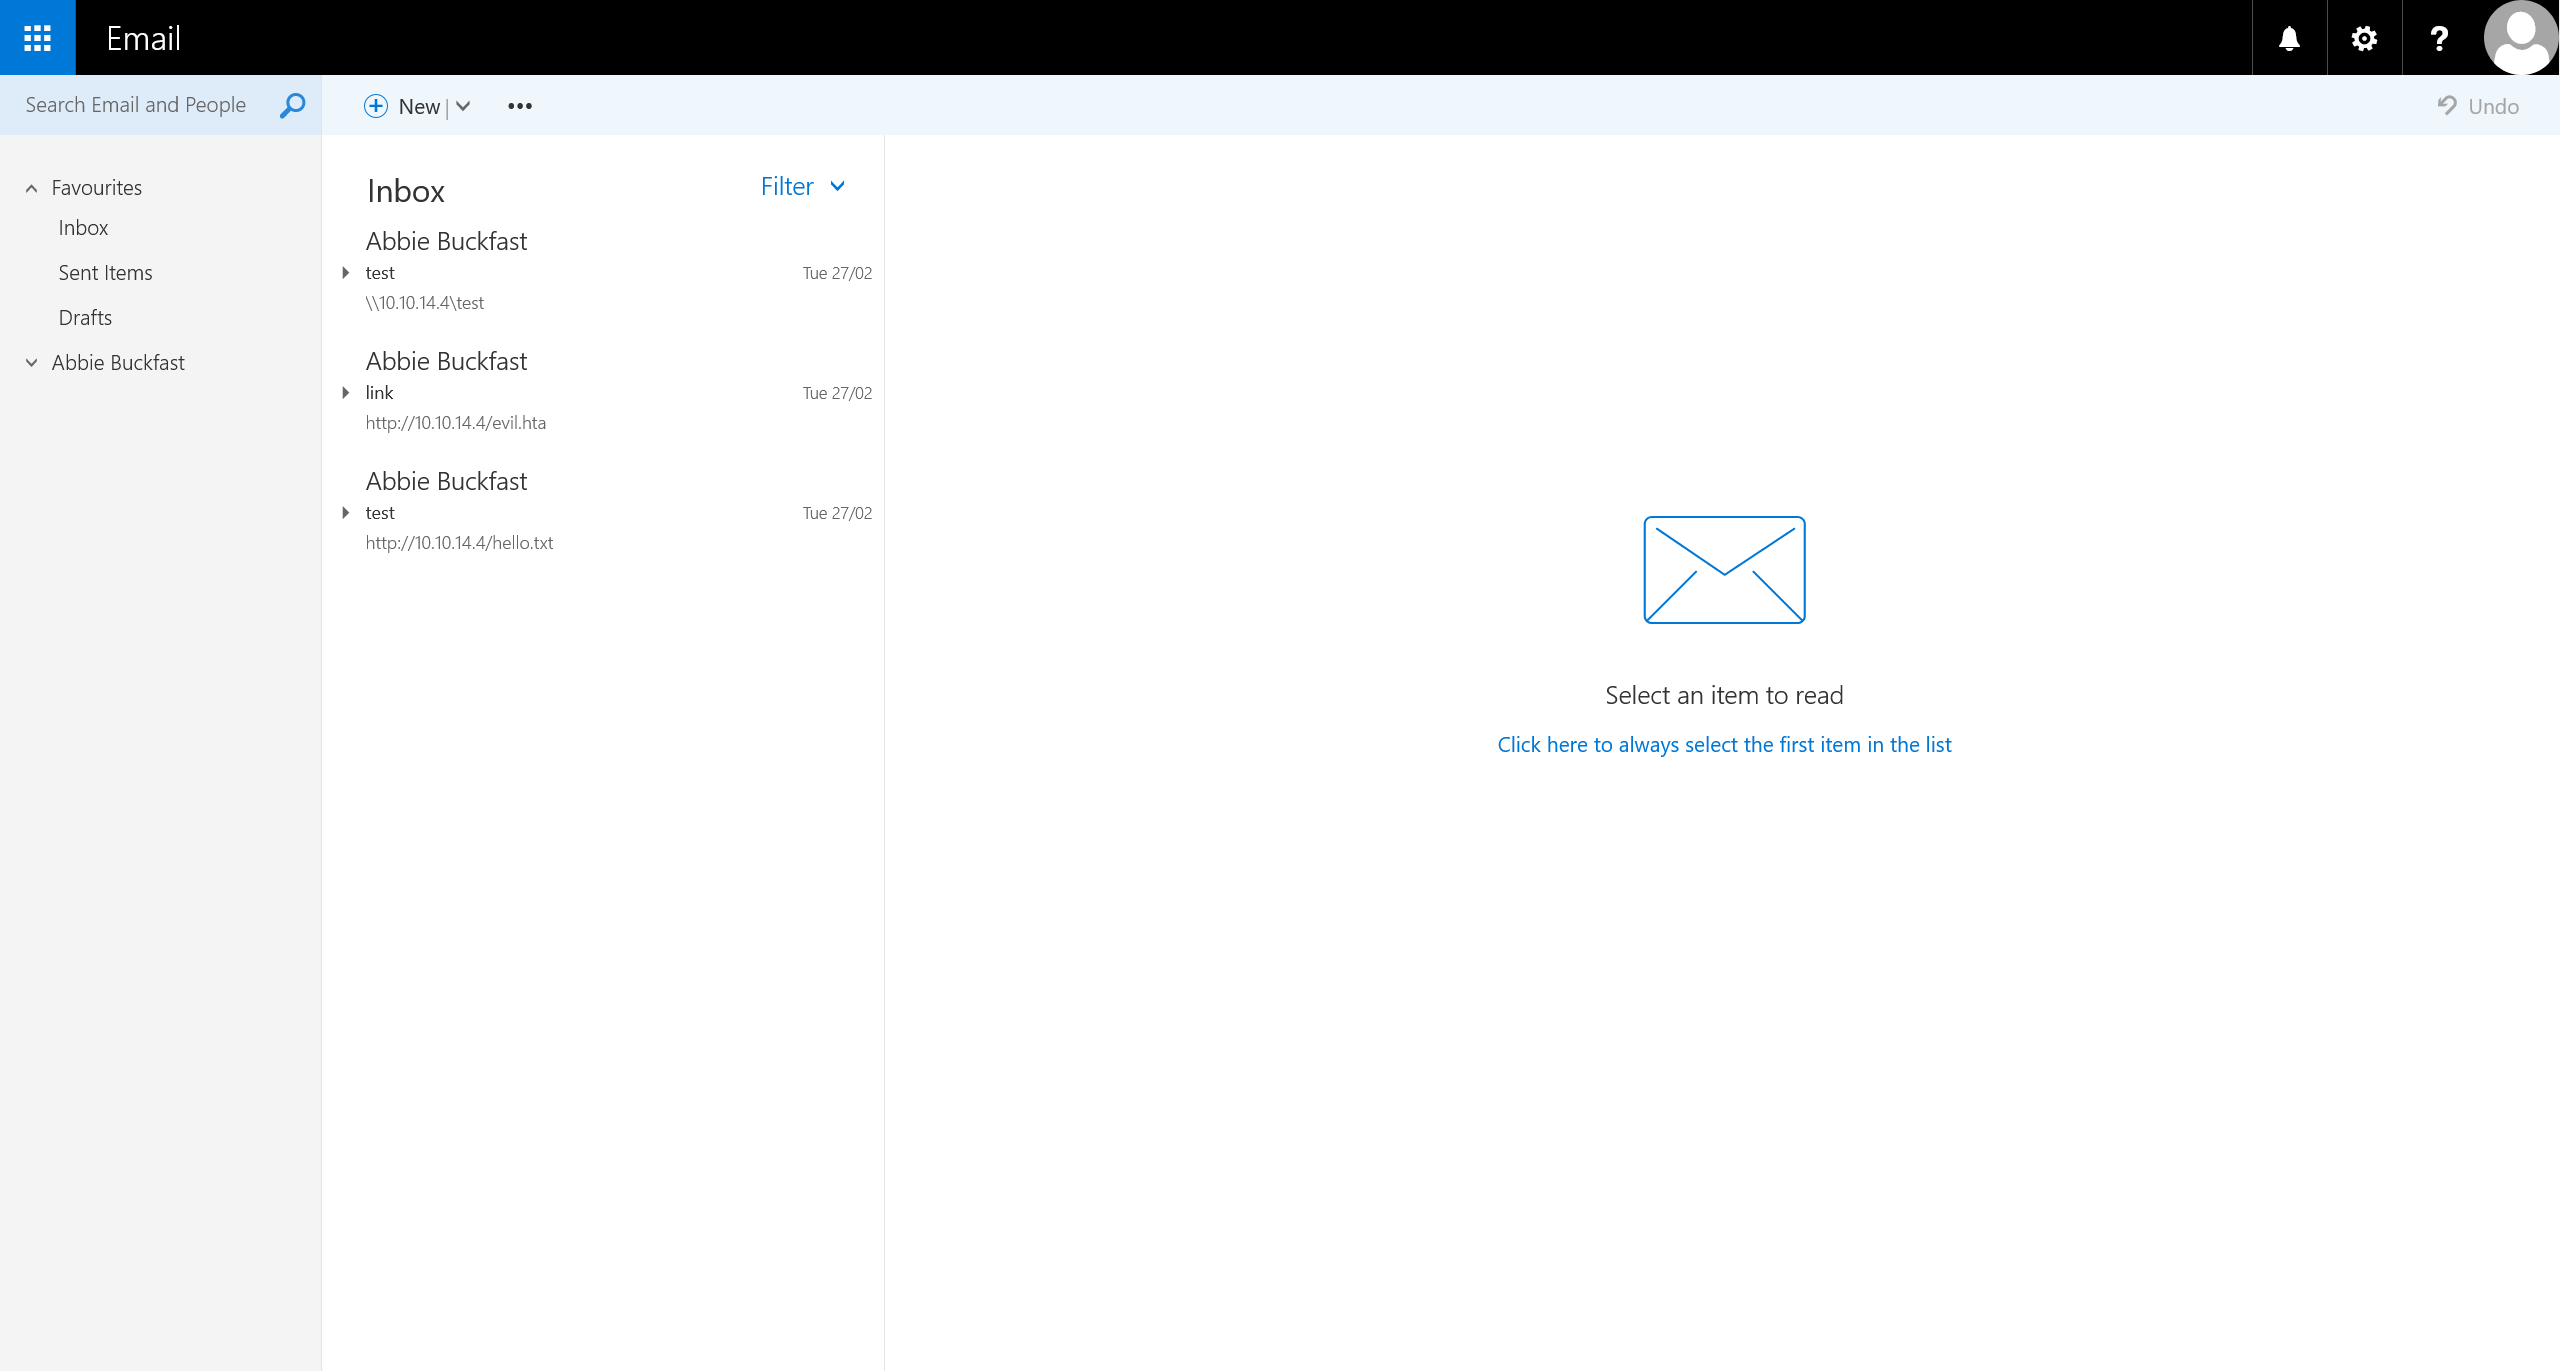 Email
Search Email and People
New |
•••
Undo
Favourites
Inbox
Sent Items
Drafts
Abbie Buckfast
Inbox
Filter
Abbie Buckfast
test
Tue 27/02
\\10.10.14.4\test
Abbie Buckfast
link
Tue 27/02
http://10.10.14.4/evil.hta
Abbie Buckfast
test
Tue 27/02
http://10.10.14.4/hello.txt
Select an item to read
Click here to always select the first item in the list